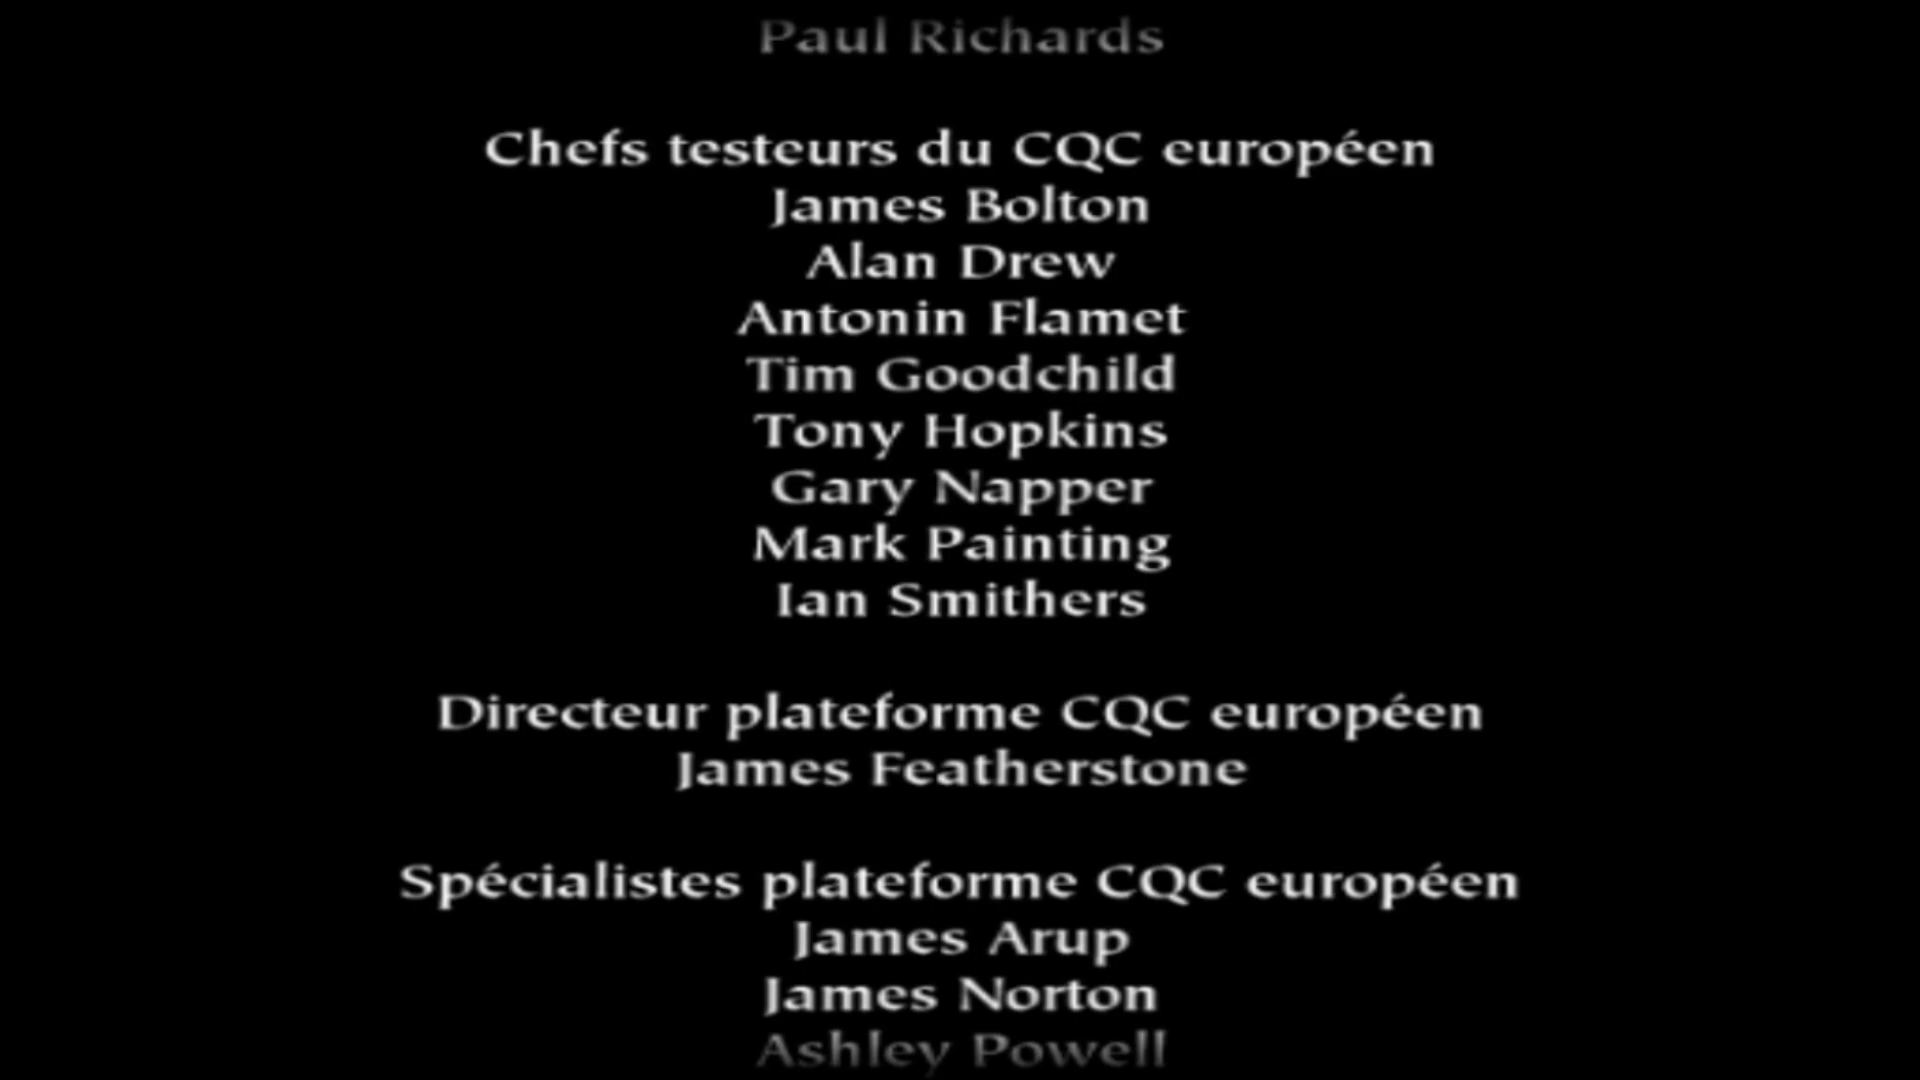 Paul Richards
Chefs testeurs du CQC européen
James Bolton
Alan Drew
Antonin Flamet
Tim Goodchild
Tony Hopkins
Gary Napper
Mark Painting
Ian Smithers
Directeur plateforme CQC européen
James Featherstone
Spécialistes plateforme CQC européen
James Arup
James Norton
Ashley Powell